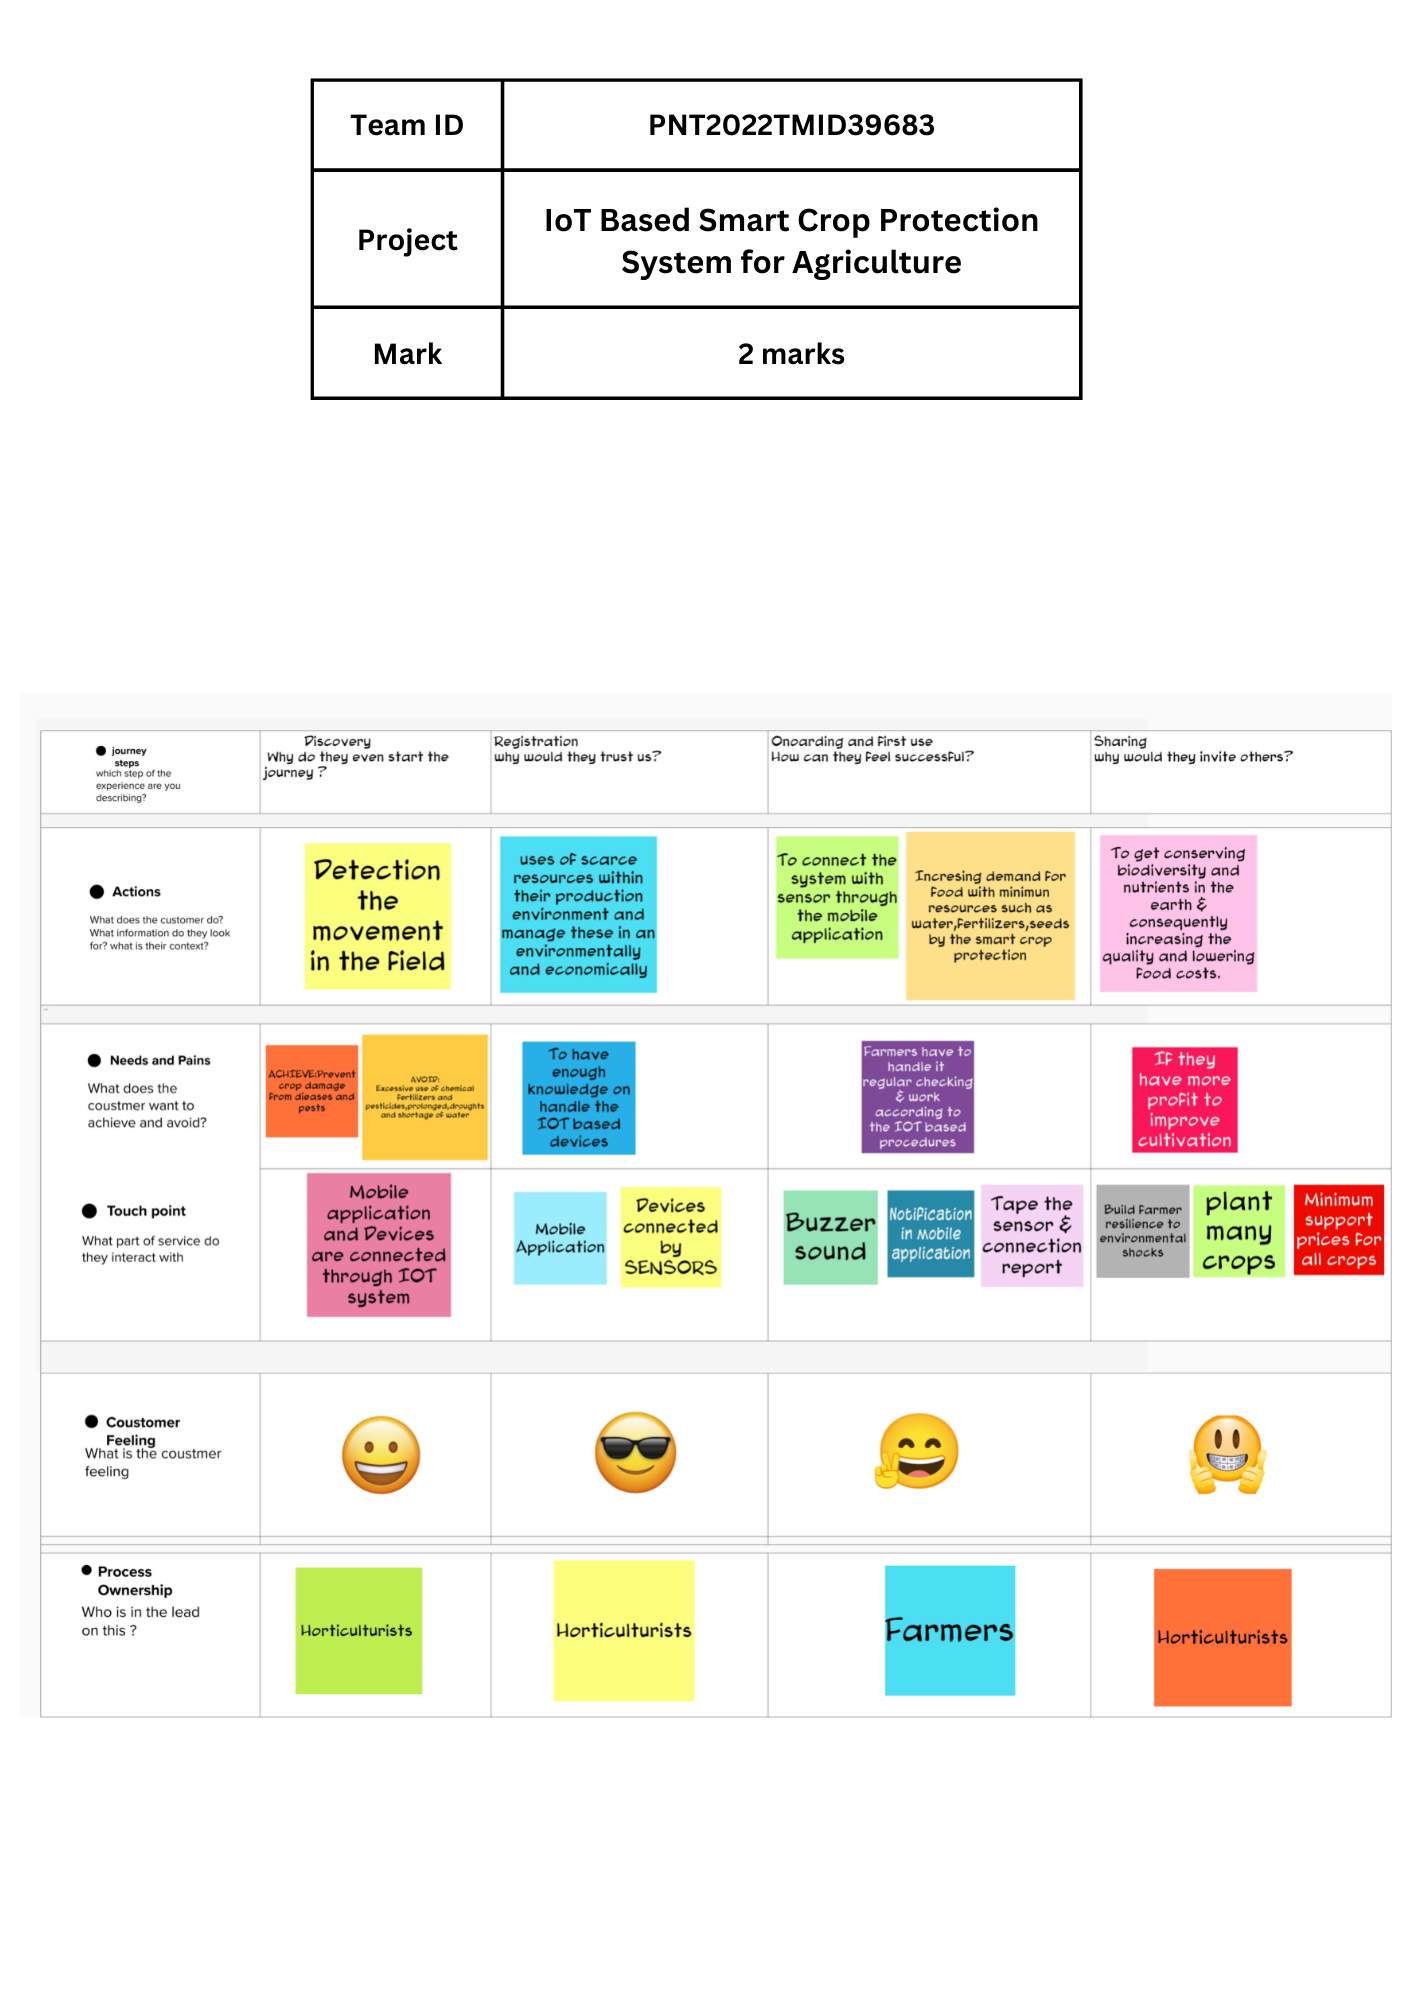 Team ID
PNT2022TMID39683
Project
IoT Based Smart Crop Protection
System for Agriculture
Mark
2 marks
journey
steps
which step of the
experience are you
describing?
Discovery
Why do they even start the
journey ?
Registration
why would they trust us?
Onoarding and first use
How can they feel successful?
Sharing
why would they invite others?
Actions
What does the customer do?
What information do they look
for? what is their context?
Detection
the
movement
in the field
uses of scarce
resources within
their production
environment and
manage these in an
environmentally
and economically
To connect the
system with
sensor through
the mobile
application
Incresing demand for
food with minimun
resources such as
water,fertilizers,seeds
by the smart crop
protection
To get conserving
biodiversity and
nutrients in the
earth &
consequently
increasing the
quality and lowering
food costs.
Needs and Pains
What does the
coustmer want to
achieve and avoid?
ACHIEVE:Prevent
crop damage
from dieases and
pests
AVOID:
Excessive use of chemical
fertilizers and
pesticides,prolonged,droughts
and shortage of water
To have
enough
knowledge on
handle the
IOT based
devices
Farmers have to
handle it
regular checking
& work
according to
the IOT based
procedures
If they
have more
profit to
improve
cultivation
Touch point
What part of service do
they interact with
Mobile
application
and Devices
are connected
through IOT
system
Mobile
Application
Devices
connected
by
SENSORS
Buzzer
sound
Notification
in mobile
application
Tape the
sensor &
connection
report
Build farmer
resilience to
environmental
shocks
plant
many
crops
Minimum
support
prices for
all crops
Coustomer
Feeling
What is the coustmer
feeling
Process
Ownership
Who is in the lead
on this ?
Horticulturists
Horticulturists
Farmers
Horticulturists